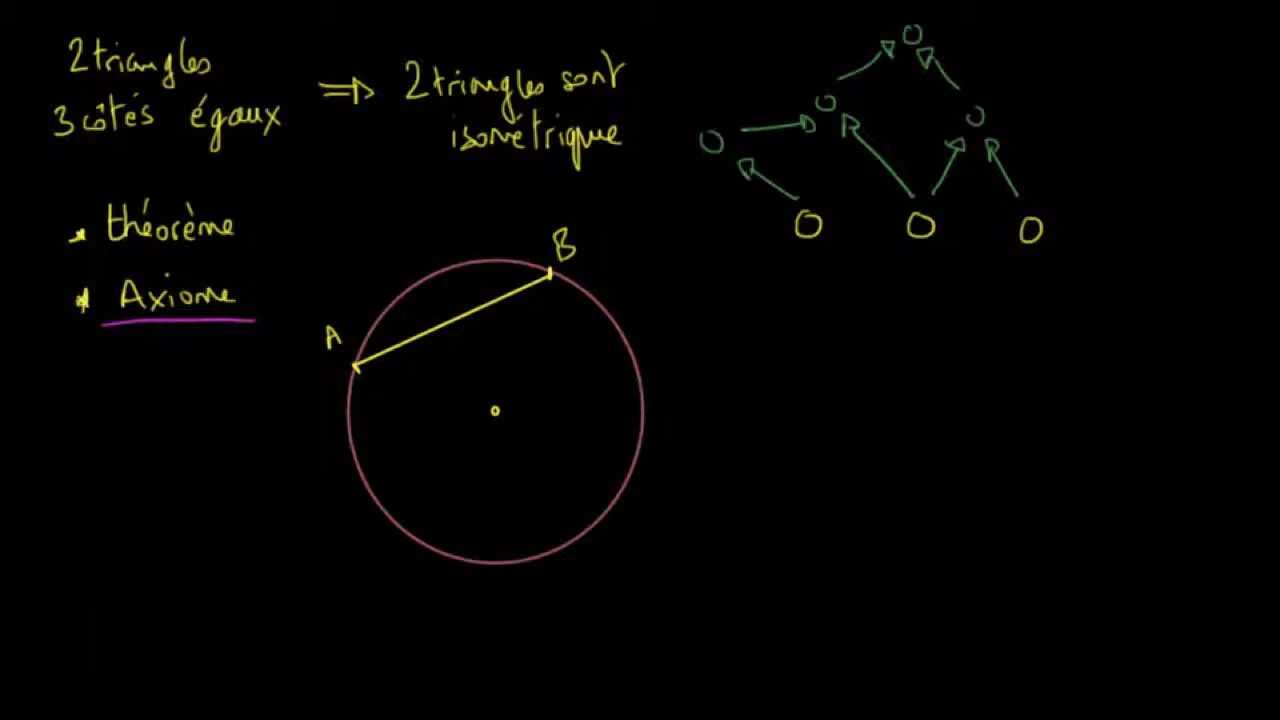 2 triangles
3 côtés égaux
⇒ 2 triangles sont
isométrique
* théorème
* Axiome
A
B